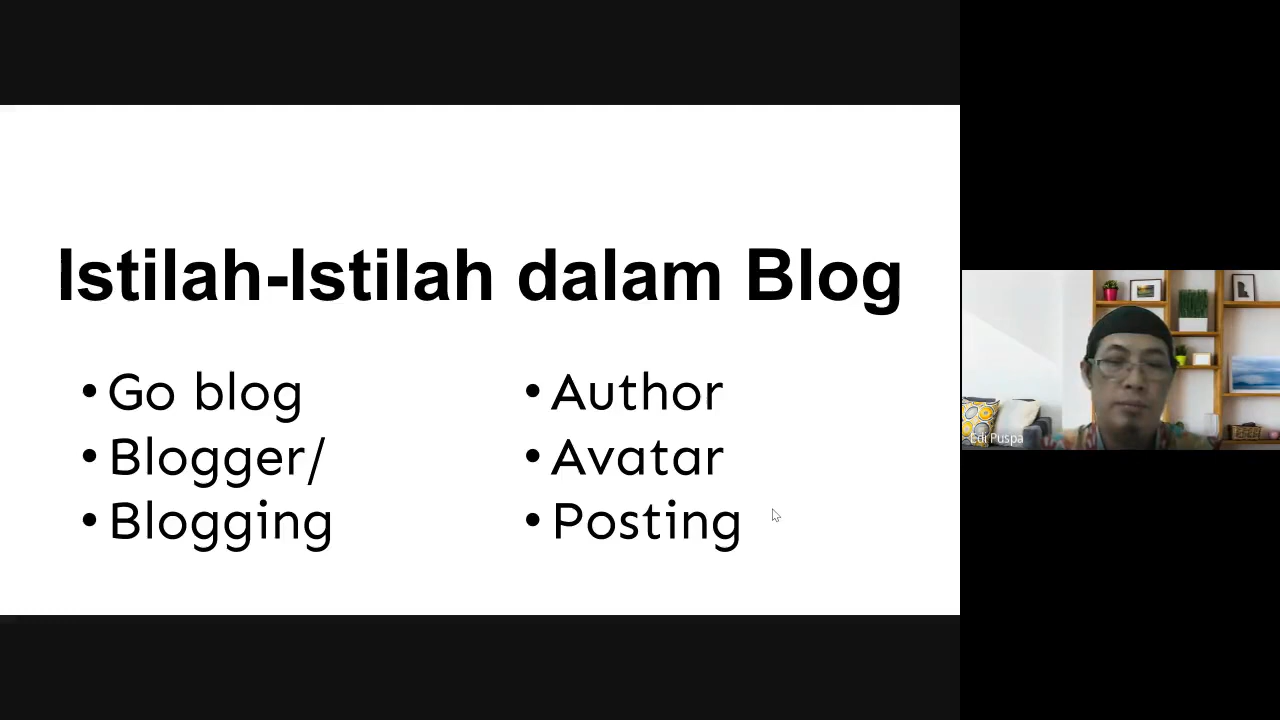 Istilah-Istilah dalam Blog
• Go blog
• Blogger/
• Blogging
• Author
• Avatar
• Posting
Edi Puspa